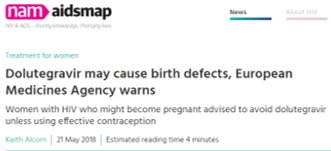 nam aidsmap
HIV & AIDS - sharing knowledge, changing lives
News
About HIV
Treatment for women
Dolutegravir may cause birth defects, European
Medicines Agency warns
Women with HIV who might become pregnant advised to avoid dolutegravir
unless using effective contraception
Keith Alcorn | 21 May 2018 | Estimated reading time 4 minutes